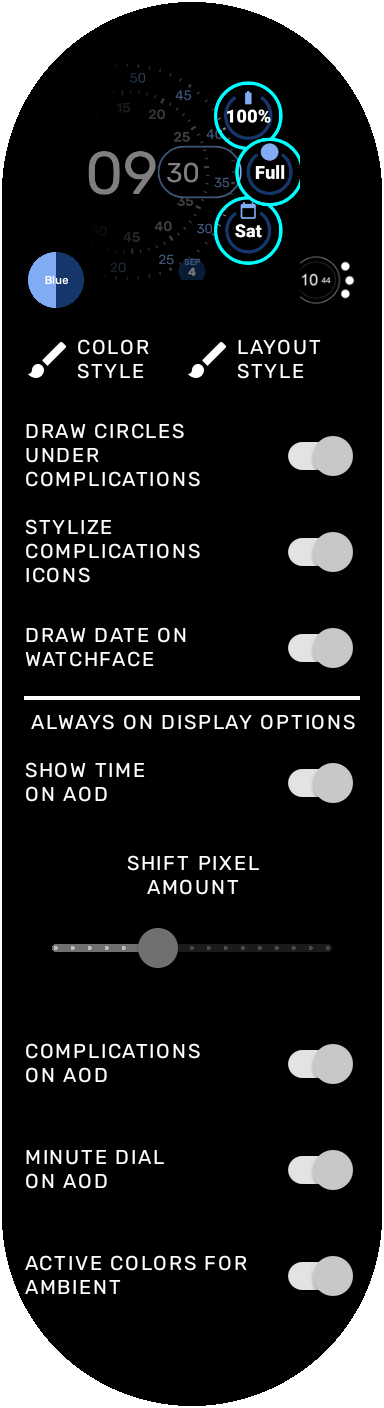 50
45
15
20
100%
25
40
09
30
35
Full
40
45
30
Sat
20
25
SEP
4
Blue
10 44
COLOR
STYLE
LAYOUT
STYLE
DRAW CIRCLES
UNDER
COMPLICATIONS
STYLIZE
COMPLICATIONS
ICONS
DRAW DATE ON
WATCHFACE
ALWAYS ON DISPLAY OPTIONS
SHOW TIME
ON AOD
SHIFT PIXEL
AMOUNT
COMPLICATIONS
ON AOD
MINUTE DIAL
ON AOD
ACTIVE COLORS FOR
AMBIENT